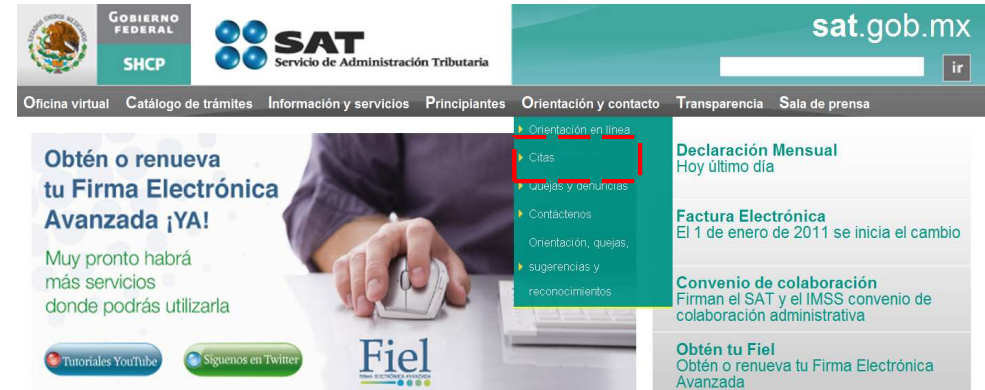 GOBIERNO
FEDERAL
SHCP
SAT
Servicio de Administración Tributaria
sat.gob.mx
ir
Oficina virtual Catálogo de trámites Información y servicios Principiantes Orientación y contacto Transparencia Sala de prensa
Orientación en línea
Citas
Quejas y denuncias
Contáctenos
Orientación, quejas,
sugerencias y
reconocimientos
Obtén o renueva
tu Firma Electrónica
Avanzada ¡YA!
Muy pronto habrá
más servicios
donde podrás utilizarla
Tutoriales YouTube
Síguenos en Twitter
Fiel
FIRMA ELECTRÓNICA AVANZADA
Declaración Mensual
Hoy último día
Factura Electrónica
El 1 de enero de 2011 se inicia el cambio
Convenio de colaboración
Firman el SAT y el IMSS convenio de
colaboración administrativa
Obtén tu Fiel
Obtén o renueva tu Firma Electrónica
Avanzada